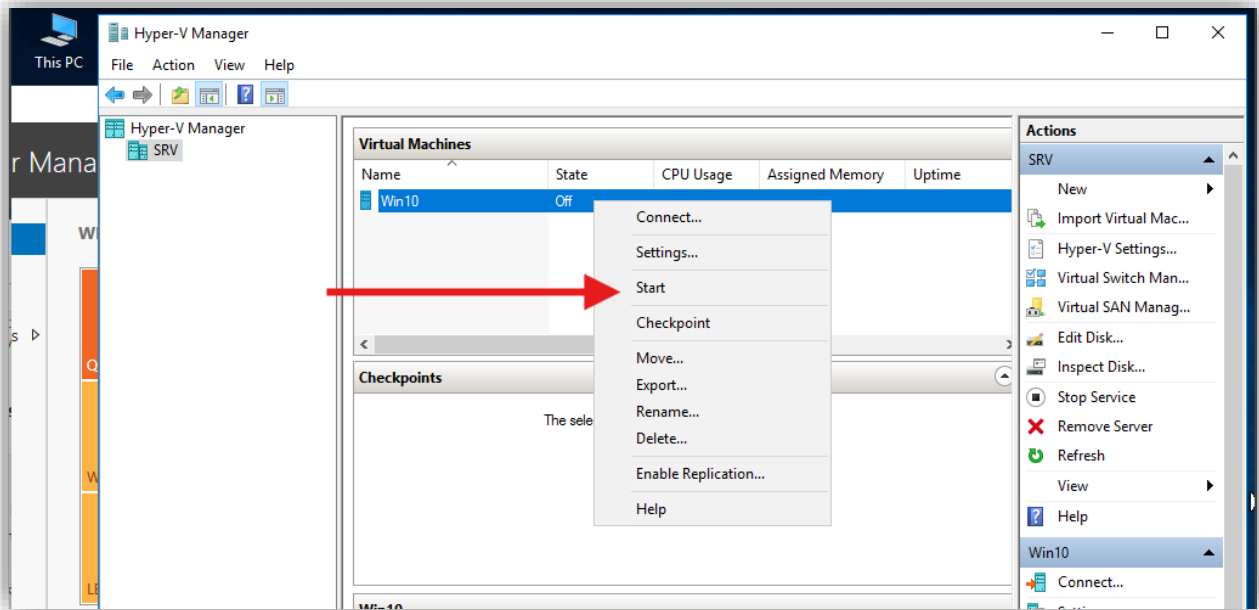 This PC
Hyper-V Manager
File Action View Help
Hyper-V Manager
SRV
r Mana
Virtual Machines
Name State CPU Usage Assigned Memory Uptime
Win10 Off
Connect...
Settings...
Start
Checkpoint
Move...
Export...
Rename...
Delete...
Enable Replication...
Help
Checkpoints
The sele
Win10
Actions
SRV
New
Import Virtual Mac...
Hyper-V Settings...
Virtual Switch Man...
Virtual SAN Manag...
Edit Disk...
Inspect Disk...
Stop Service
Remove Server
Refresh
View
Help
Win10
Connect...